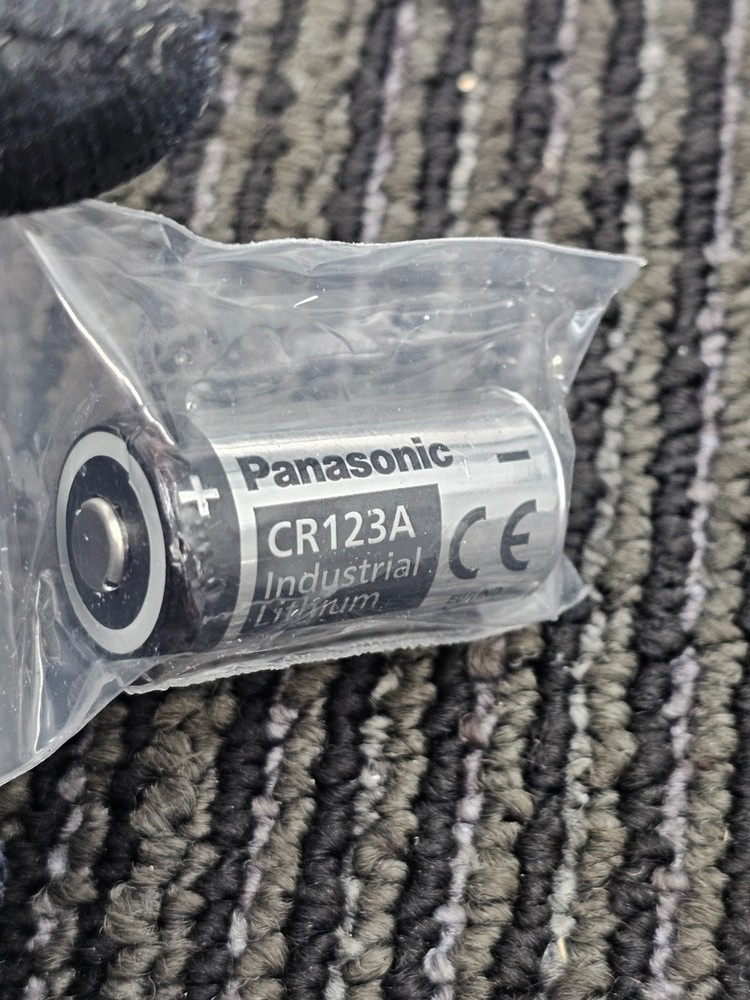 + Panasonic −
CR123A
Industrial
Lithium
CE